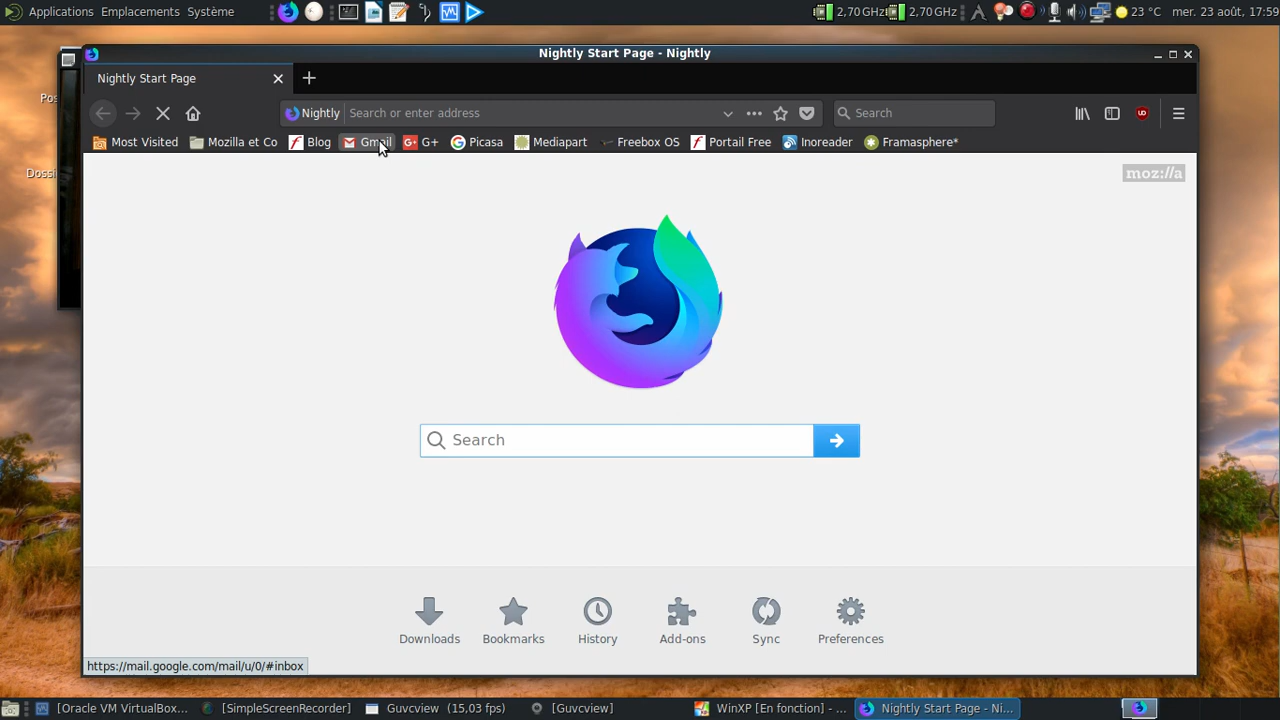 Applications Emplacements Système 2,70 GHz 2,70 GHz 23 °C mer. 23 août, 17:59
Nightly Start Page - Nightly
Nightly Start Page
Nightly Search or enter address Search
Most Visited Mozilla et Co Blog Gmail G+ Picasa Mediapart Freebox OS Portail Free Inoreader Framasphere*
moz://a
Search
Downloads Bookmarks History Add-ons Sync Preferences
https://mail.google.com/mail/u/0/#inbox
[Oracle VM VirtualBox... [SimpleScreenRecorder] Guvcview (15,03 fps) [Guvcview] WinXP [En fonction] - ... Nightly Start Page - Ni...